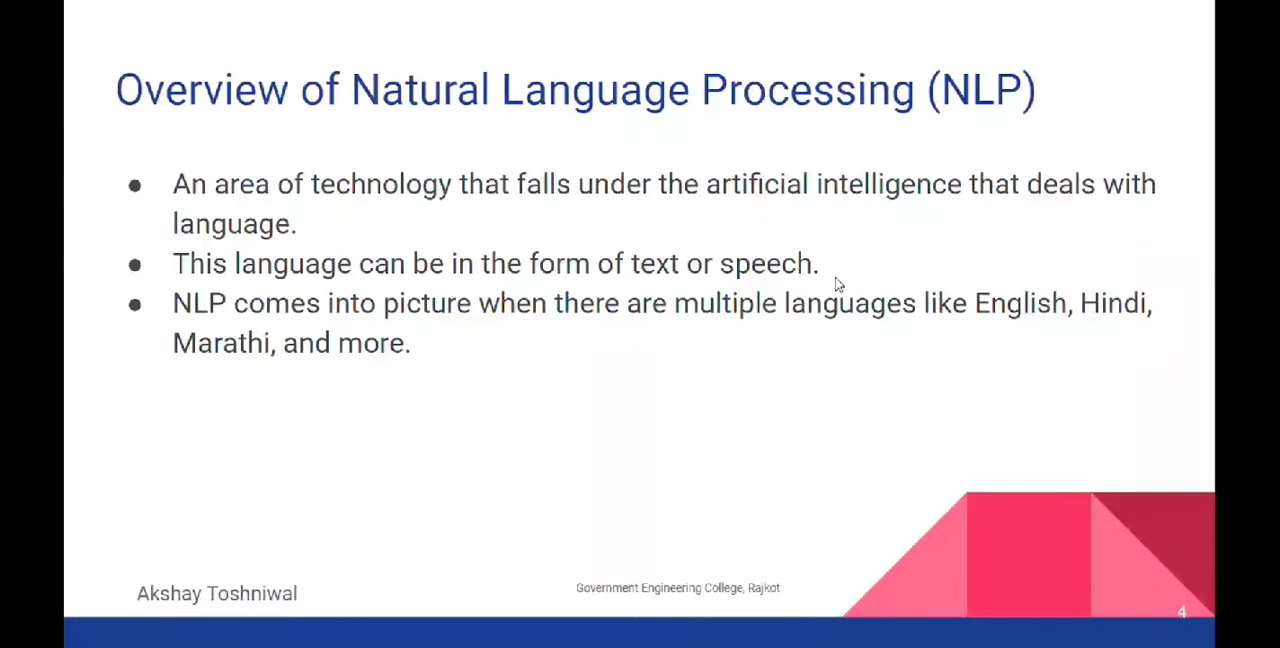 Overview of Natural Language Processing (NLP)
● An area of technology that falls under the artificial intelligence that deals with
language.
● This language can be in the form of text or speech.
● NLP comes into picture when there are multiple languages like English, Hindi,
Marathi, and more.
Akshay Toshniwal
Government Engineering College, Rajkot
4